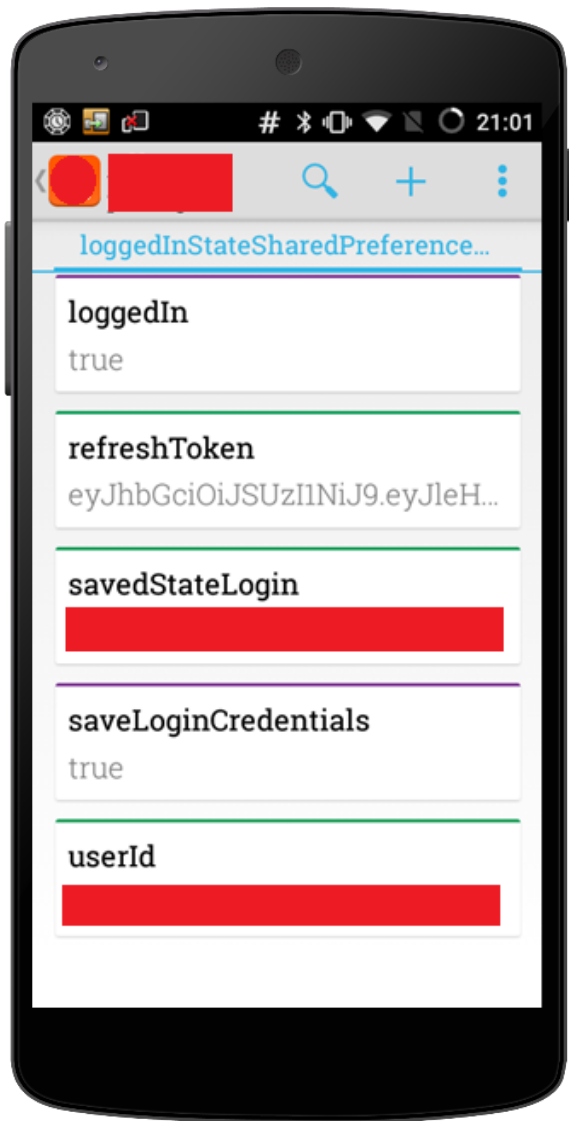 # 21:01
loggedInStateSharedPreference...
loggedIn
true
refreshToken
eyJhbGciOiJSUzI1NiJ9.eyJleH...
savedStateLogin
saveLoginCredentials
true
userId